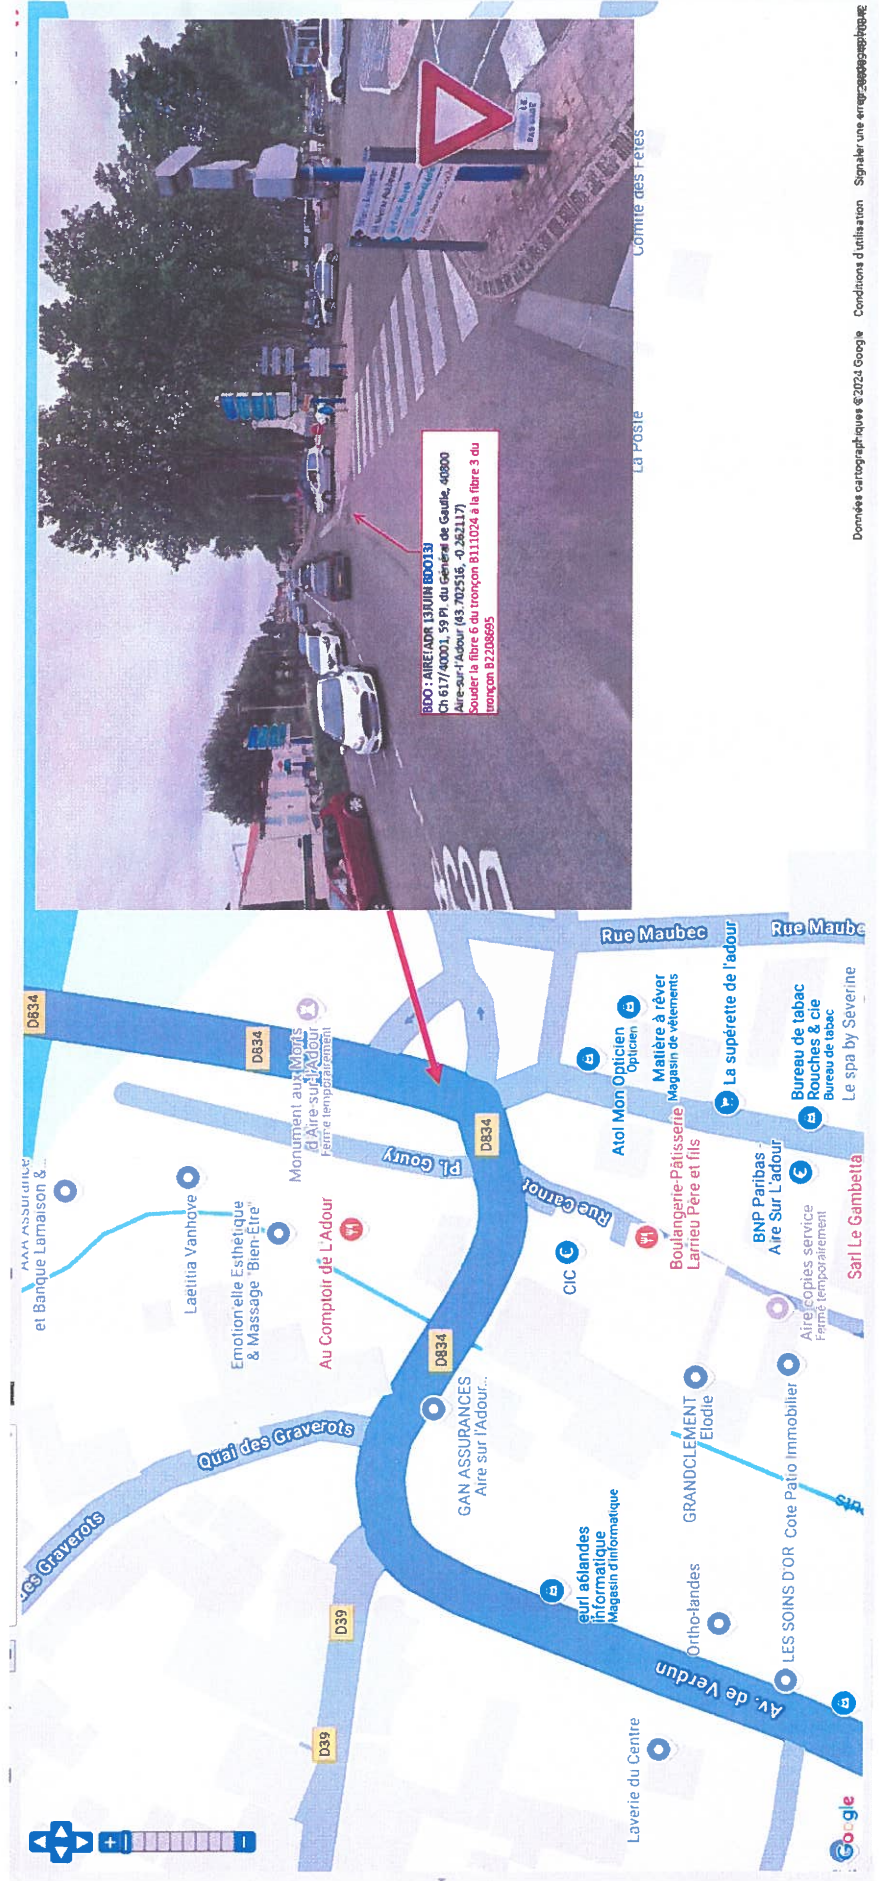 BDO : AIRE!ADR 13JUIN BDO13J
Ch 617/40001, 59 Pl. du Général de Gaulle, 40800
Aire-sur-l'Adour (43.702516, -0.262117)
Souder la fibre 6 du tronçon B111024 à la fibre 3 du
tronçon B2208695
Comité des Fêtes
La Poste
D834
D834
D834
D834
D39
D39
et Banque Lamaison &...
Laëtitia Vanhove
Emotion'elle Esthétique
& Massage "Bien-Être"
Monument aux Morts
d'Aire-sur-l'Adour
Fermé temporairement
Au Comptoir de L'Adour
Pl. Goury
Rue Carnot
Rue Maubec
Rue Maubec
Quai des Graverots
des Graverots
GAN ASSURANCES
Aire sur l'Adour...
CIC
Atol Mon Opticien
Opticien
Matière à rêver
Magasin de vêtements
La supérette de l'adour
Boulangerie-Pâtisserie
Larrieu Père et fils
Bureau de tabac
Rouches & cie
Bureau de tabac
Le spa by Séverine
BNP Paribas -
Aire Sur L'adour
Aire copies service
Fermé temporairement
Sarl Le Gambetta
GRANDCLEMENT
Elodie
Cote Patio Immobilier
eurl a6landes
informatique
Magasin d'informatique
Ortho-landes
LES SOINS D'OR
Av. de Verdun
Laverie du Centre
Google
Données cartographiques ©2024 Google
Conditions d'utilisation
Signaler une erreur